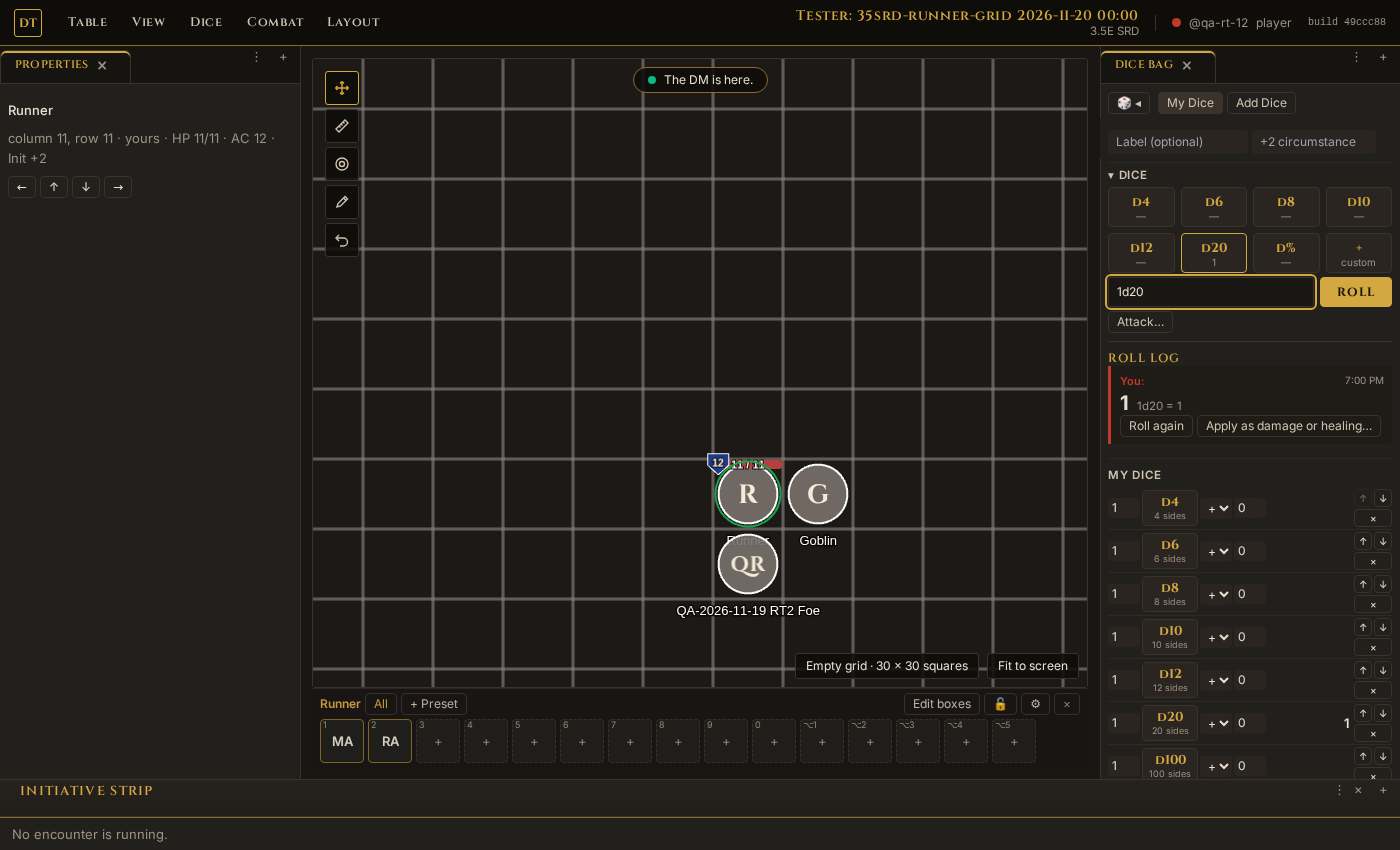 DT Table View Dice Combat Layout
Tester: 35SRD-Runner-Grid 2026-11-20 00:00
3.5E SRD
@qa-rt-12 player build 49ccc88
Properties ×
Runner
column 11, row 11 · yours · HP 11/11 · AC 12 ·
Init +2
← ↑ ↓ →
The DM is here.
12 11 / 11
R G
Goblin
QR
QA-2026-11-19 RT2 Foe
Empty grid · 30 × 30 squares Fit to screen
Runner All + Preset Edit boxes ×
1 2 3 4 5 6 7 8 9 0 ⌥1 ⌥2 ⌥3 ⌥4 ⌥5
MA RA + + + + + + + + + + + + +
Dice Bag ×
My Dice Add Dice
Label (optional) +2 circumstance
▾ DICE
D4 D6 D8 D10
— — — —
D12 D20 D% +
— 1 — custom
1d20 ROLL
Attack…
Roll Log
You: 7:00 PM
1 1d20 = 1
Roll again Apply as damage or healing…
MY DICE
1 D4 + 0 ↑ ↓
4 sides ×
1 D6 + 0 ↑ ↓
6 sides ×
1 D8 + 0 ↑ ↓
8 sides ×
1 D10 + 0 ↑ ↓
10 sides ×
1 D12 + 0 ↑ ↓
12 sides ×
1 D20 + 0 1 ↑ ↓
20 sides ×
1 D100 + 0 ↑ ↓
100 sides ×
Initiative Strip × +
No encounter is running.